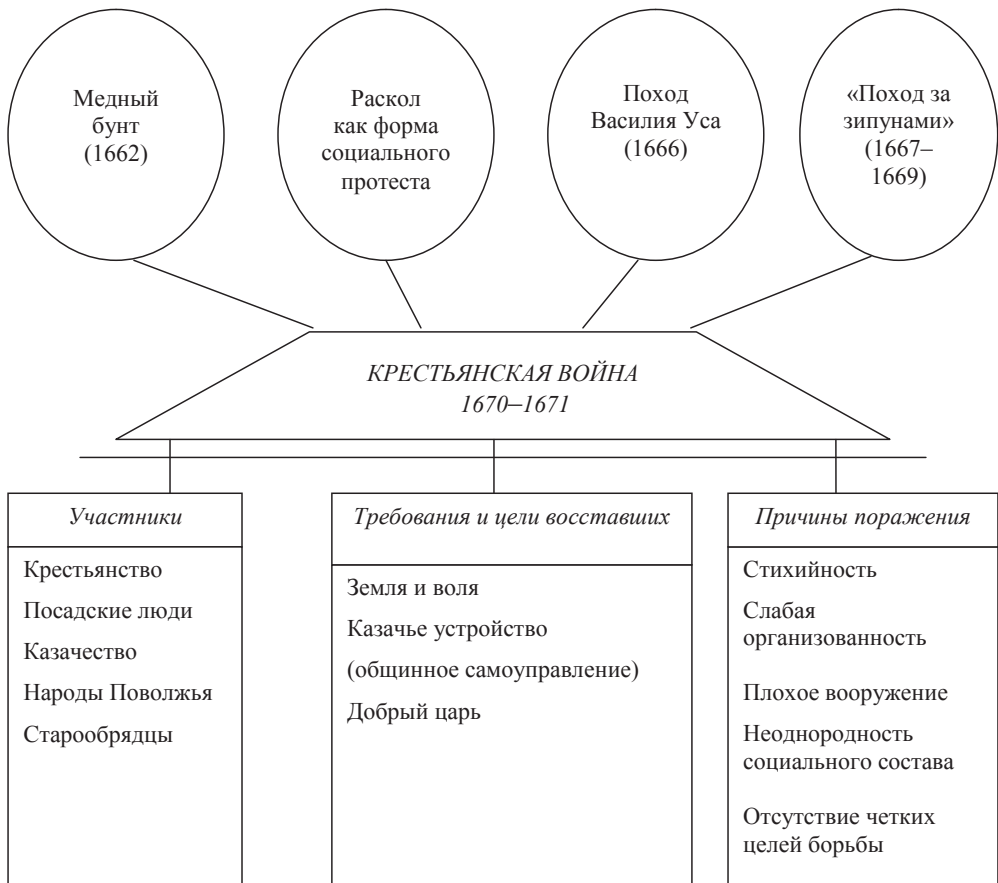 Медный
бунт
(1662)
Раскол
как форма
социального
протеста
Поход
Василия Уса
(1666)
«Поход за
зипунами»
(1667–
1669)
КРЕСТЬЯНСКАЯ ВОЙНА
1670–1671
Участники
Крестьянство
Посадские люди
Казачество
Народы Поволжья
Старообрядцы
Требования и цели восставших
Земля и воля
Казачье устройство
(общинное самоуправление)
Добрый царь
Причины поражения
Стихийность
Слабая
организованность
Плохое вооружение
Неоднородность
социального состава
Отсутствие четких
целей борьбы